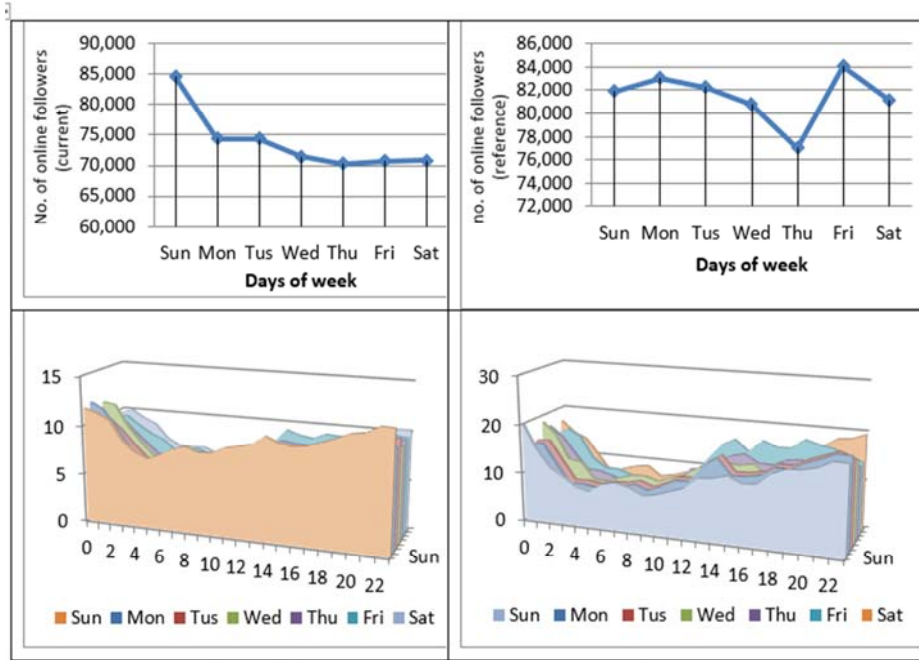 90,000
85,000
80,000
75,000
70,000
65,000
60,000
No. of online followers
(current)
Sun Mon Tus Wed Thu Fri Sat
Days of week
86,000
84,000
82,000
80,000
78,000
76,000
74,000
72,000
no. of online followers
(reference)
Sun Mon Tus Wed Thu Fri Sat
Days of week
15
10
5
0
0 2 4 6 8 10 12 14 16 18 20 22
Sun
Sun Mon Tus Wed Thu Fri Sat
30
20
10
0
0 2 4 6 8 10 12 14 16 18 20 22
Sun
Sun Mon Tus Wed Thu Fri Sat